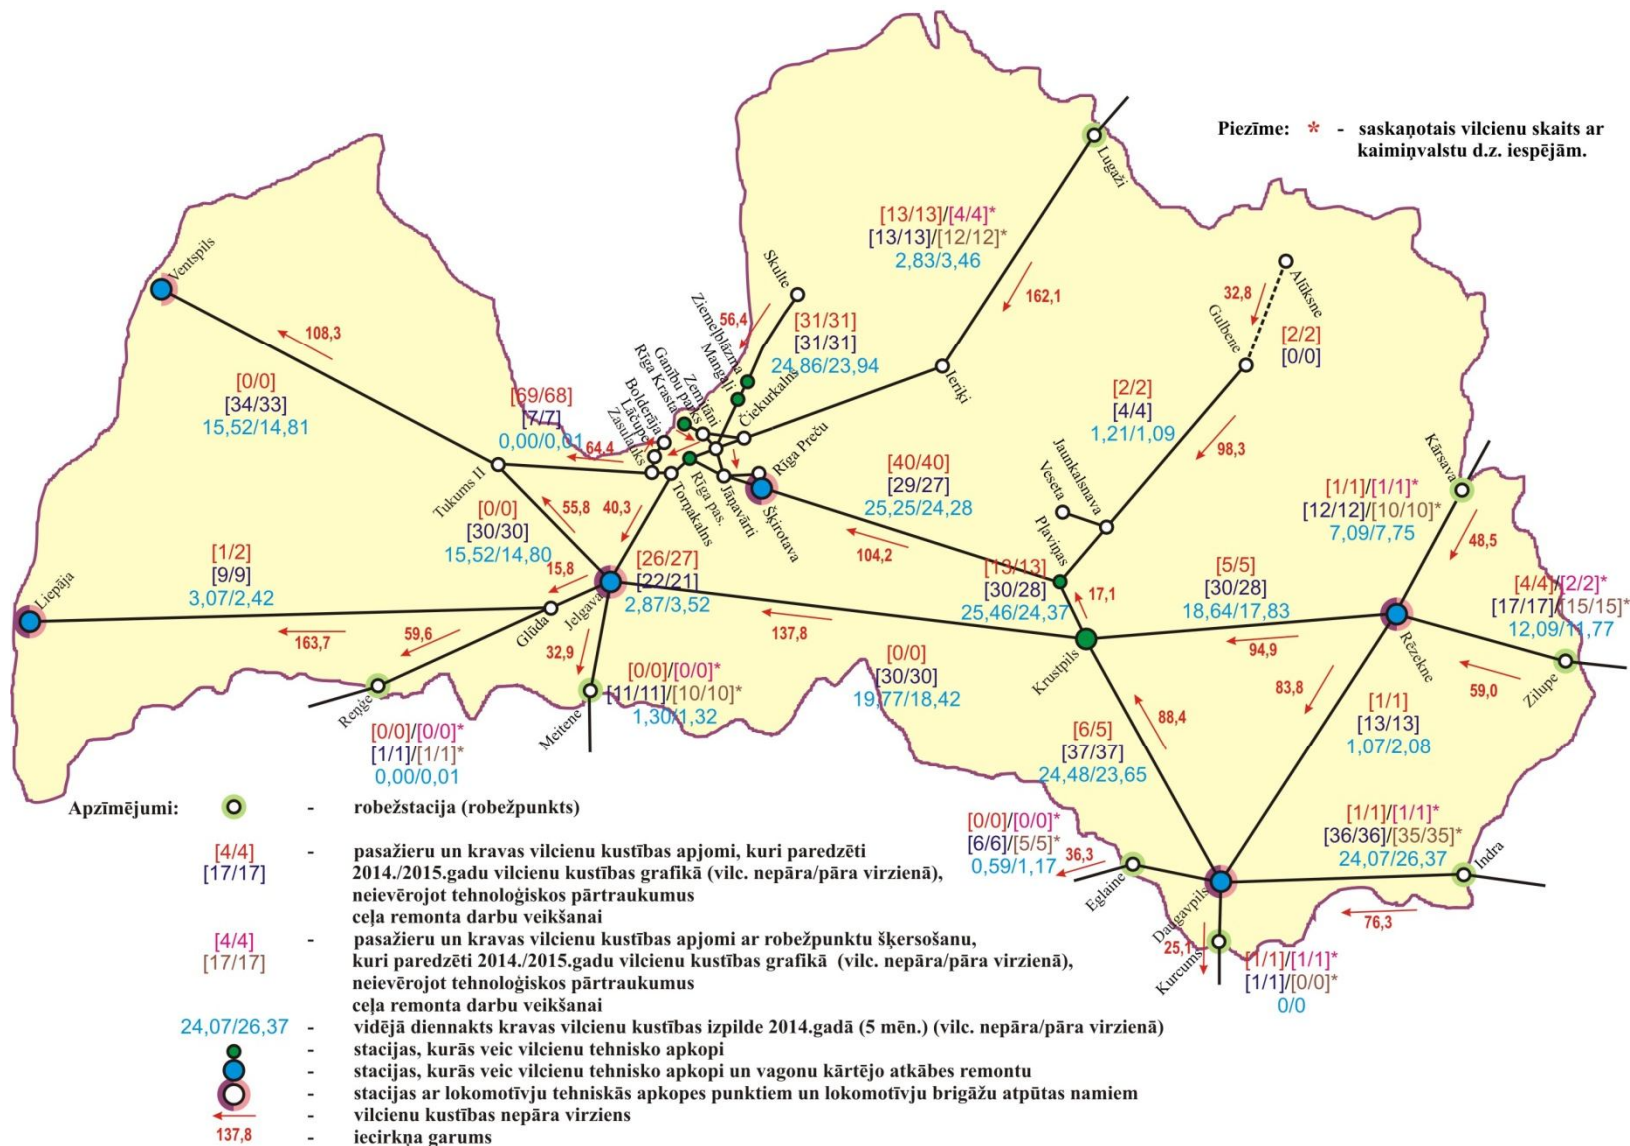 Piezīme: * - saskaņotais vilcienu skaits ar
kaimiņvalstu d.z. iespējām.
Lugaži
[13/13]/[4/4]*
[13/13]/[12/12]*
2,83/3,46
162,1
Alūksne
32,8
Gulbene
[2/2]
[0/0]
Ventspils
108,3
Skulte
56,4
[31/31]
[31/31]
24,86/23,94
Ziemeļblāzma
Mangaļi
Ganību parks
Rīga Krasta
Zemitāni
Čiekurkalns
Bolderāja
Lāčupe
Zasulauks
Ieriķi
[0/0]
[34/33]
15,52/14,81
[69/68]
[7/7]
0,00/0,01
64,4
Rīga Preču
Rīga pas.
Jāņavārti
Šķirotava
Torņakalns
[2/2]
[4/4]
1,21/1,09
98,3
Jaunkalsnava
Veseta
Pļaviņas
[40/40]
[29/27]
25,25/24,28
104,2
Kārsava
[1/1]/[1/1]*
[12/12]/[10/10]*
7,09/7,75
48,5
Tukums II
[0/0]
[30/30]
15,52/14,80
55,8
40,3
[1/2]
[9/9]
3,07/2,42
15,8
[26/27]
[22/21]
2,87/3,52
[13/13]
[30/28]
25,46/24,37
17,1
[5/5]
[30/28]
18,64/17,83
[4/4]/[2/2]*
[17/17]/[15/15]*
12,09/11,77
Liepāja
Glūda
Jelgava
163,7
59,6
32,9
137,8
Krustpils
94,9
Rēzekne
59,0
Zilupe
Reņģe
Meitene
[0/0]/[0/0]*
[11/11]/[10/10]*
1,30/1,32
[0/0]
[30/30]
19,77/18,42
88,4
83,8
[1/1]
[13/13]
1,07/2,08
[0/0]/[0/0]*
[1/1]/[1/1]*
0,00/0,01
[6/5]
[37/37]
24,48/23,65
[0/0]/[0/0]*
[6/6]/[5/5]*
0,59/1,17
36,3
Eglaine
Daugavpils
[1/1]/[1/1]*
[36/36]/[35/35]*
24,07/26,37
Indra
76,3
25,1
Kurcums
[1/1]/[1/1]*
[1/1]/[0/0]*
0/0
Apzīmējumi: - robežstacija (robežpunkts)
[4/4] - pasažieru un kravas vilcienu kustības apjomi, kuri paredzēti
[17/17] 2014./2015.gadu vilcienu kustības grafikā (vilc. nepāra/pāra virzienā),
neievērojot tehnoloģiskos pārtraukumus
ceļa remonta darbu veikšanai
[4/4] - pasažieru un kravas vilcienu kustības apjomi ar robežpunktu šķersošanu,
[17/17] kuri paredzēti 2014./2015.gadu vilcienu kustības grafikā (vilc. nepāra/pāra virzienā),
neievērojot tehnoloģiskos pārtraukumus
ceļa remonta darbu veikšanai
24,07/26,37 - vidējā diennakts kravas vilcienu kustības izpilde 2014.gadā (5 mēn.) (vilc. nepāra/pāra virzienā)
- stacijas, kurās veic vilcienu tehnisko apkopi
- stacijas, kurās veic vilcienu tehnisko apkopi un vagonu kārtējo atkābes remontu
- stacijas ar lokomotīvju tehniskās apkopes punktiem un lokomotīvju brigāžu atpūtas namiem
- vilcienu kustības nepāra virziens
137,8 - iecirkņa garums